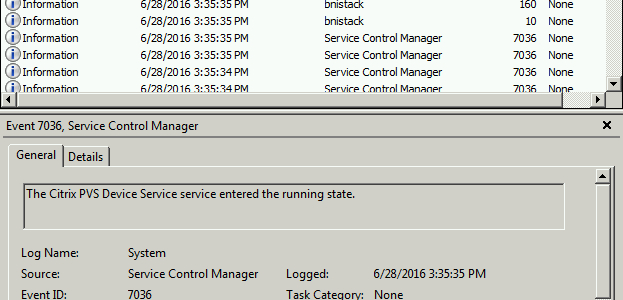 Information 6/28/2016 3:35:35 PM bnistack 160 None
Information 6/28/2016 3:35:35 PM bnistack 10 None
Information 6/28/2016 3:35:35 PM Service Control Manager 7036 None
Information 6/28/2016 3:35:35 PM Service Control Manager 7036 None
Information 6/28/2016 3:35:34 PM Service Control Manager 7036 None
Information 6/28/2016 3:35:34 PM Service Control Manager 7036 None
Event 7036, Service Control Manager
General Details
The Citrix PVS Device Service service entered the running state.
Log Name: System
Source: Service Control Manager Logged: 6/28/2016 3:35:35 PM
Event ID: 7036 Task Category: None